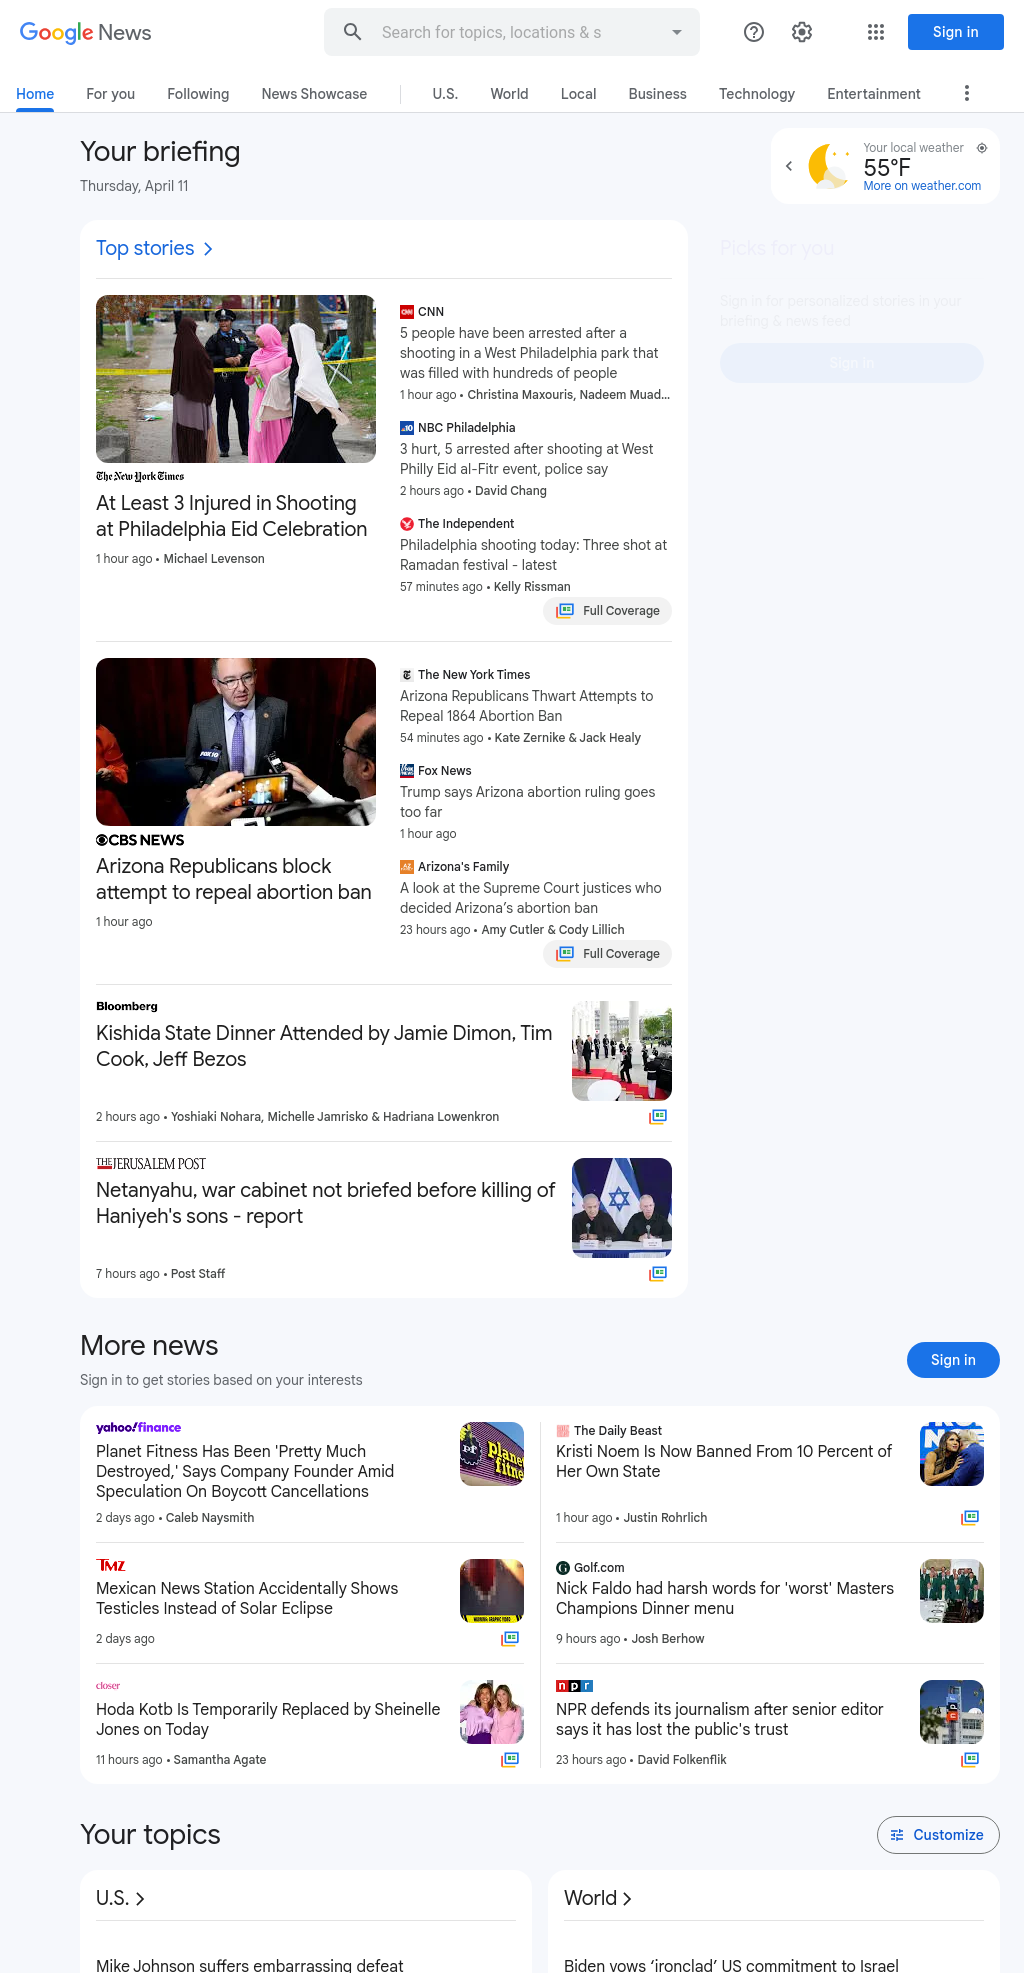 Google News
Search for topics, locations & s
Sign in
Home
For you
Following
News Showcase
U.S.
World
Local
Business
Technology
Entertainment
Your briefing
Thursday, April 11
Your local weather
55°F
More on weather.com
Top stories
Picks for you
Sign in for personalized stories in your
briefing & news feed
Sign in
The New York Times
At Least 3 Injured in Shooting
at Philadelphia Eid Celebration
1 hour ago • Michael Levenson
CNN
5 people have been arrested after a
shooting in a West Philadelphia park that
was filled with hundreds of people
1 hour ago • Christina Maxouris, Nadeem Muad...
NBC Philadelphia
3 hurt, 5 arrested after shooting at West
Philly Eid al-Fitr event, police say
2 hours ago • David Chang
The Independent
Philadelphia shooting today: Three shot at
Ramadan festival - latest
57 minutes ago • Kelly Rissman
Full Coverage
FOX 10
CBS NEWS
Arizona Republicans block
attempt to repeal abortion ban
1 hour ago
The New York Times
Arizona Republicans Thwart Attempts to
Repeal 1864 Abortion Ban
54 minutes ago • Kate Zernike & Jack Healy
Fox News
Trump says Arizona abortion ruling goes
too far
1 hour ago
Arizona's Family
A look at the Supreme Court justices who
decided Arizona’s abortion ban
23 hours ago • Amy Cutler & Cody Lillich
Full Coverage
Bloomberg
Kishida State Dinner Attended by Jamie Dimon, Tim
Cook, Jeff Bezos
2 hours ago • Yoshiaki Nohara, Michelle Jamrisko & Hadriana Lowenkron
THE JERUSALEM POST
Netanyahu, war cabinet not briefed before killing of
Haniyeh's sons - report
7 hours ago • Post Staff
More news
Sign in to get stories based on your interests
Sign in
yahoo!finance
Planet Fitness Has Been 'Pretty Much
Destroyed,' Says Company Founder Amid
Speculation On Boycott Cancellations
2 days ago • Caleb Naysmith
planet
fitne
The Daily Beast
Kristi Noem Is Now Banned From 10 Percent of
Her Own State
1 hour ago • Justin Rohrlich
TMZ
Mexican News Station Accidentally Shows
Testicles Instead of Solar Eclipse
2 days ago
WARNING: GRAPHIC VIDEO
Golf.com
Nick Faldo had harsh words for 'worst' Masters
Champions Dinner menu
9 hours ago • Josh Berhow
closer
Hoda Kotb Is Temporarily Replaced by Sheinelle
Jones on Today
11 hours ago • Samantha Agate
npr
NPR defends its journalism after senior editor
says it has lost the public's trust
23 hours ago • David Folkenflik
Your topics
Customize
U.S.
World
Mike Johnson suffers embarrassing defeat
Biden vows ‘ironclad’ US commitment to Israel